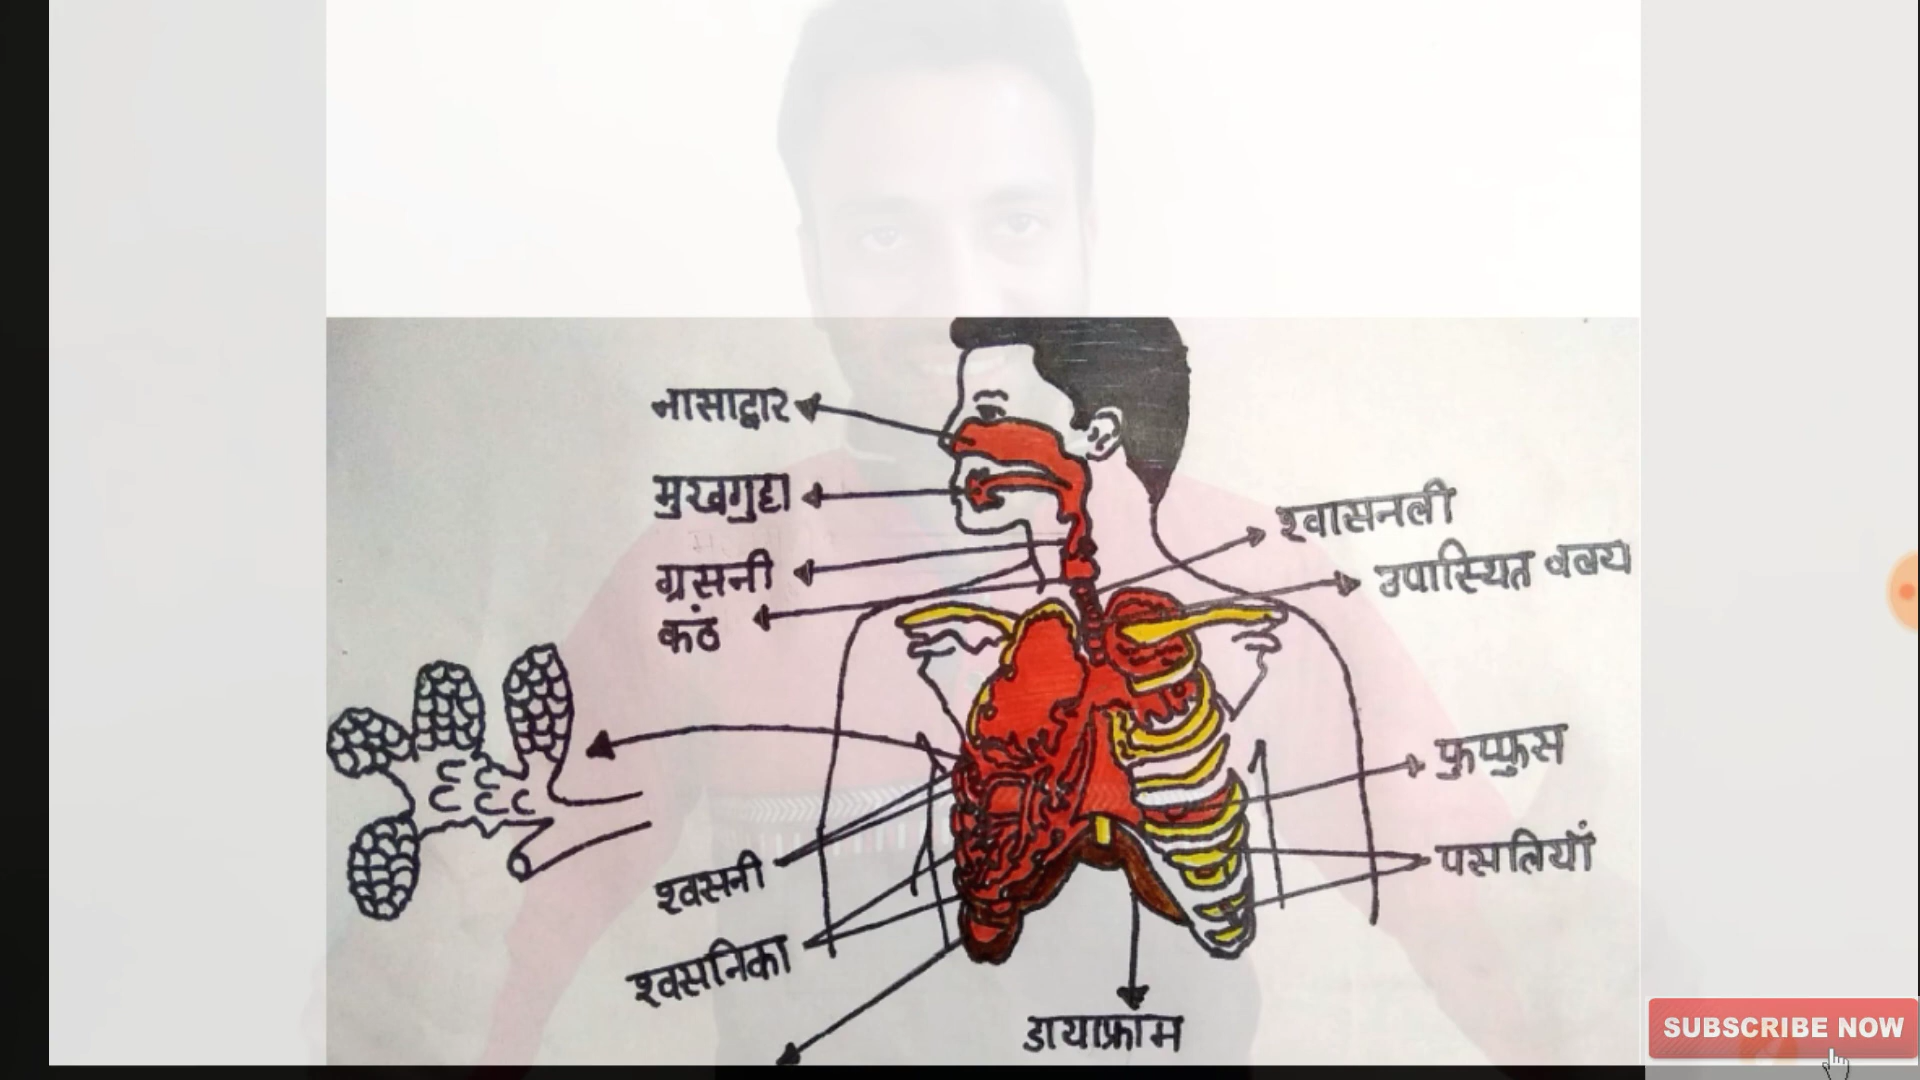 नासाद्वार
मुखगुहा
ग्रसनी
कंठ
श्वासनली
उपास्थित वलय
फुफ्फुस
पसलियाँ
श्वसनी
श्वसनिका
डायाफ्राम
SUBSCRIBE NOW